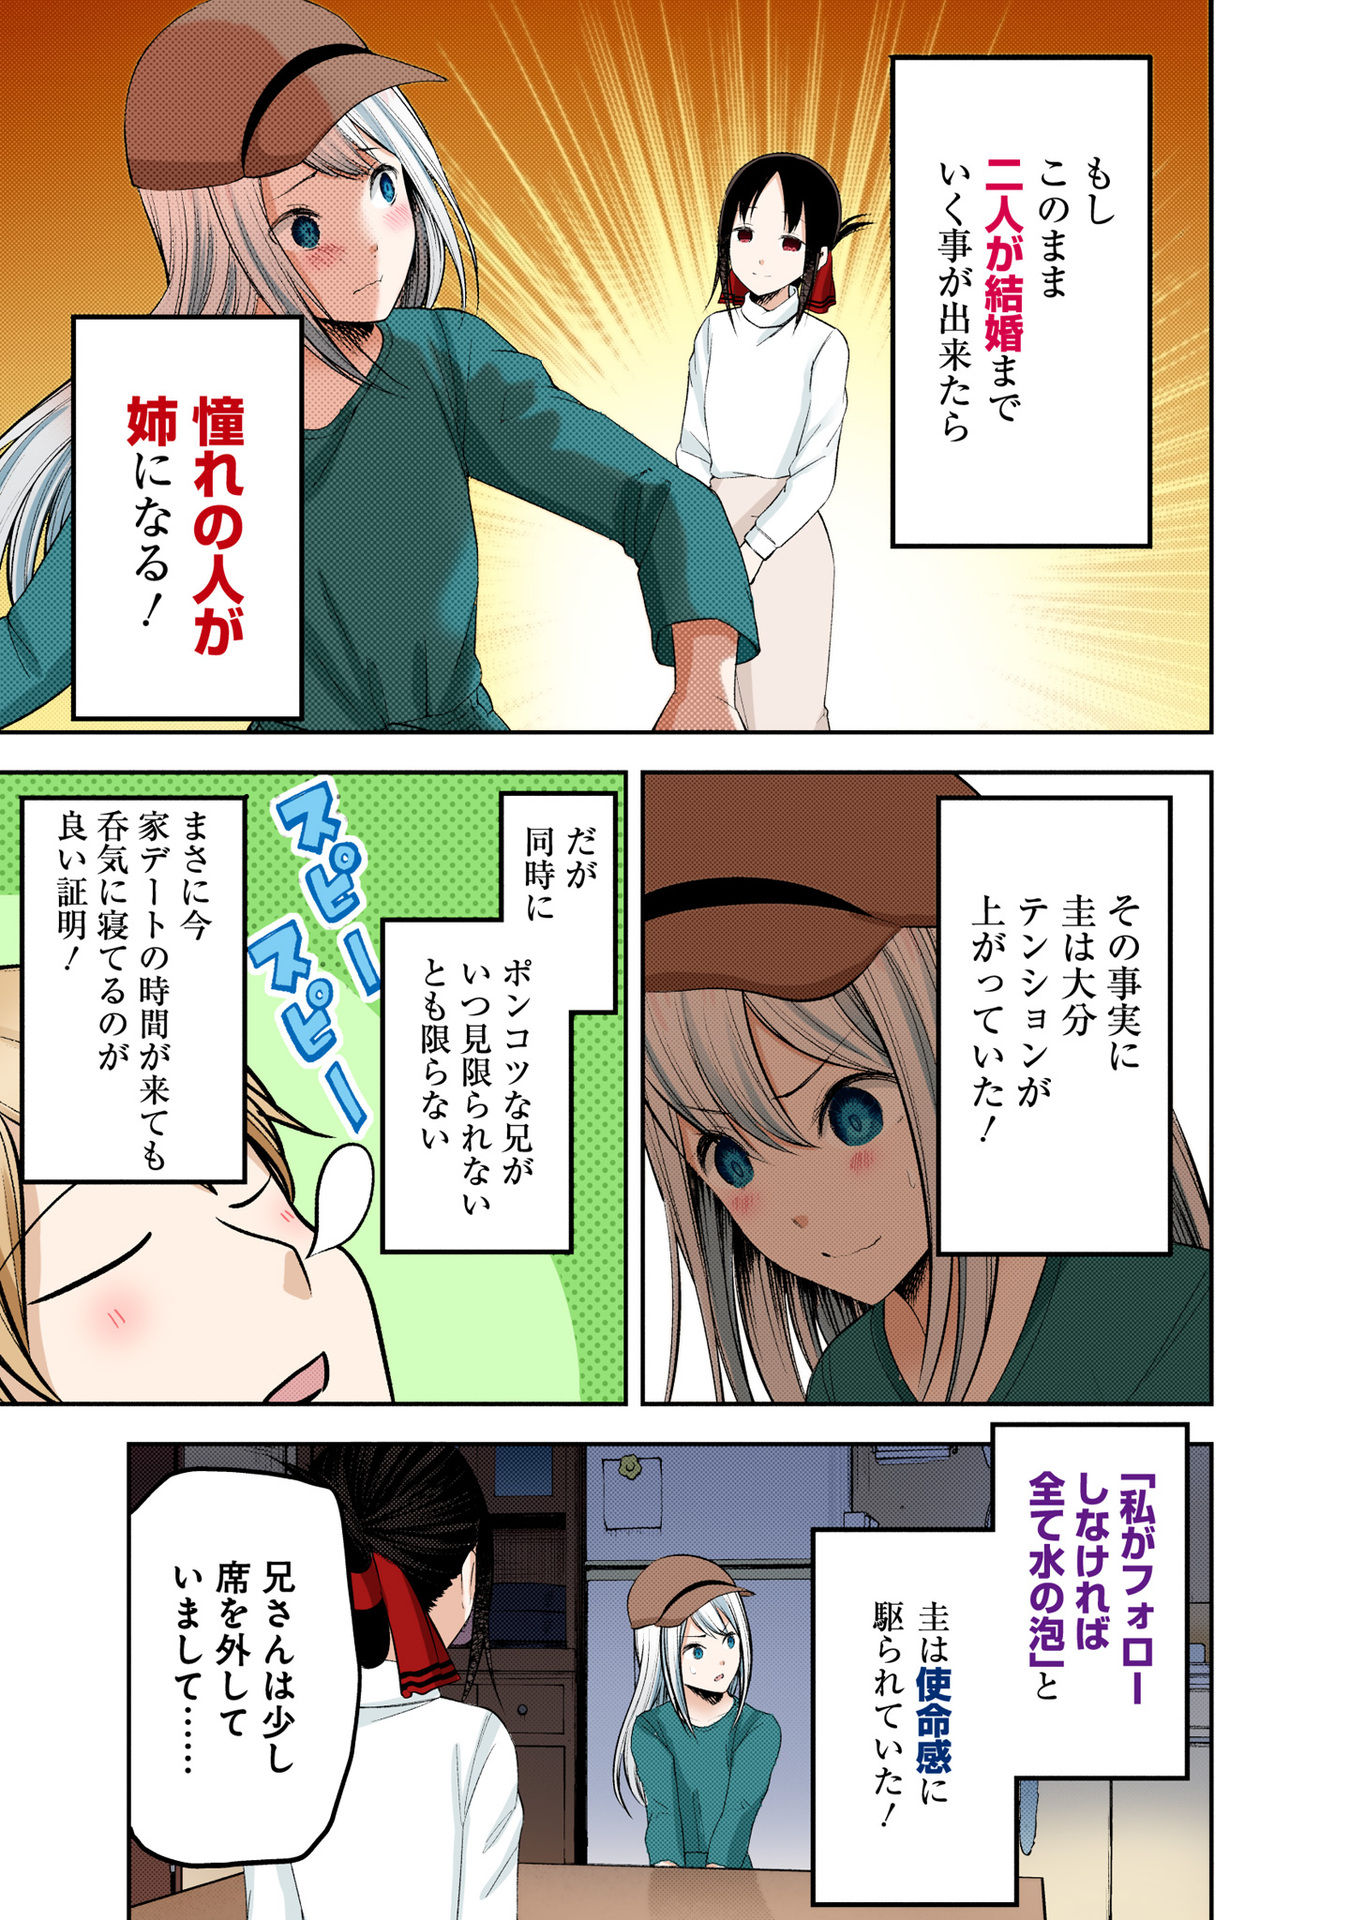 もし
このまま
二人が結婚まで
いく事が出来たら
憧れの人が
姉になる!
その事実に
圭は大分
テンションが
上がっていた!
だが
同時に
ポンコツな兄が
いつ見限られない
とも限らない
スピー
スピー
まさに今
家デートの時間が来ても
呑気に寝てるのが
良い証明!
「私がフォロー
しなければ
全て水の泡」と
圭は使命感に
駆られていた!
兄さんは少し
席を外して
いまして……